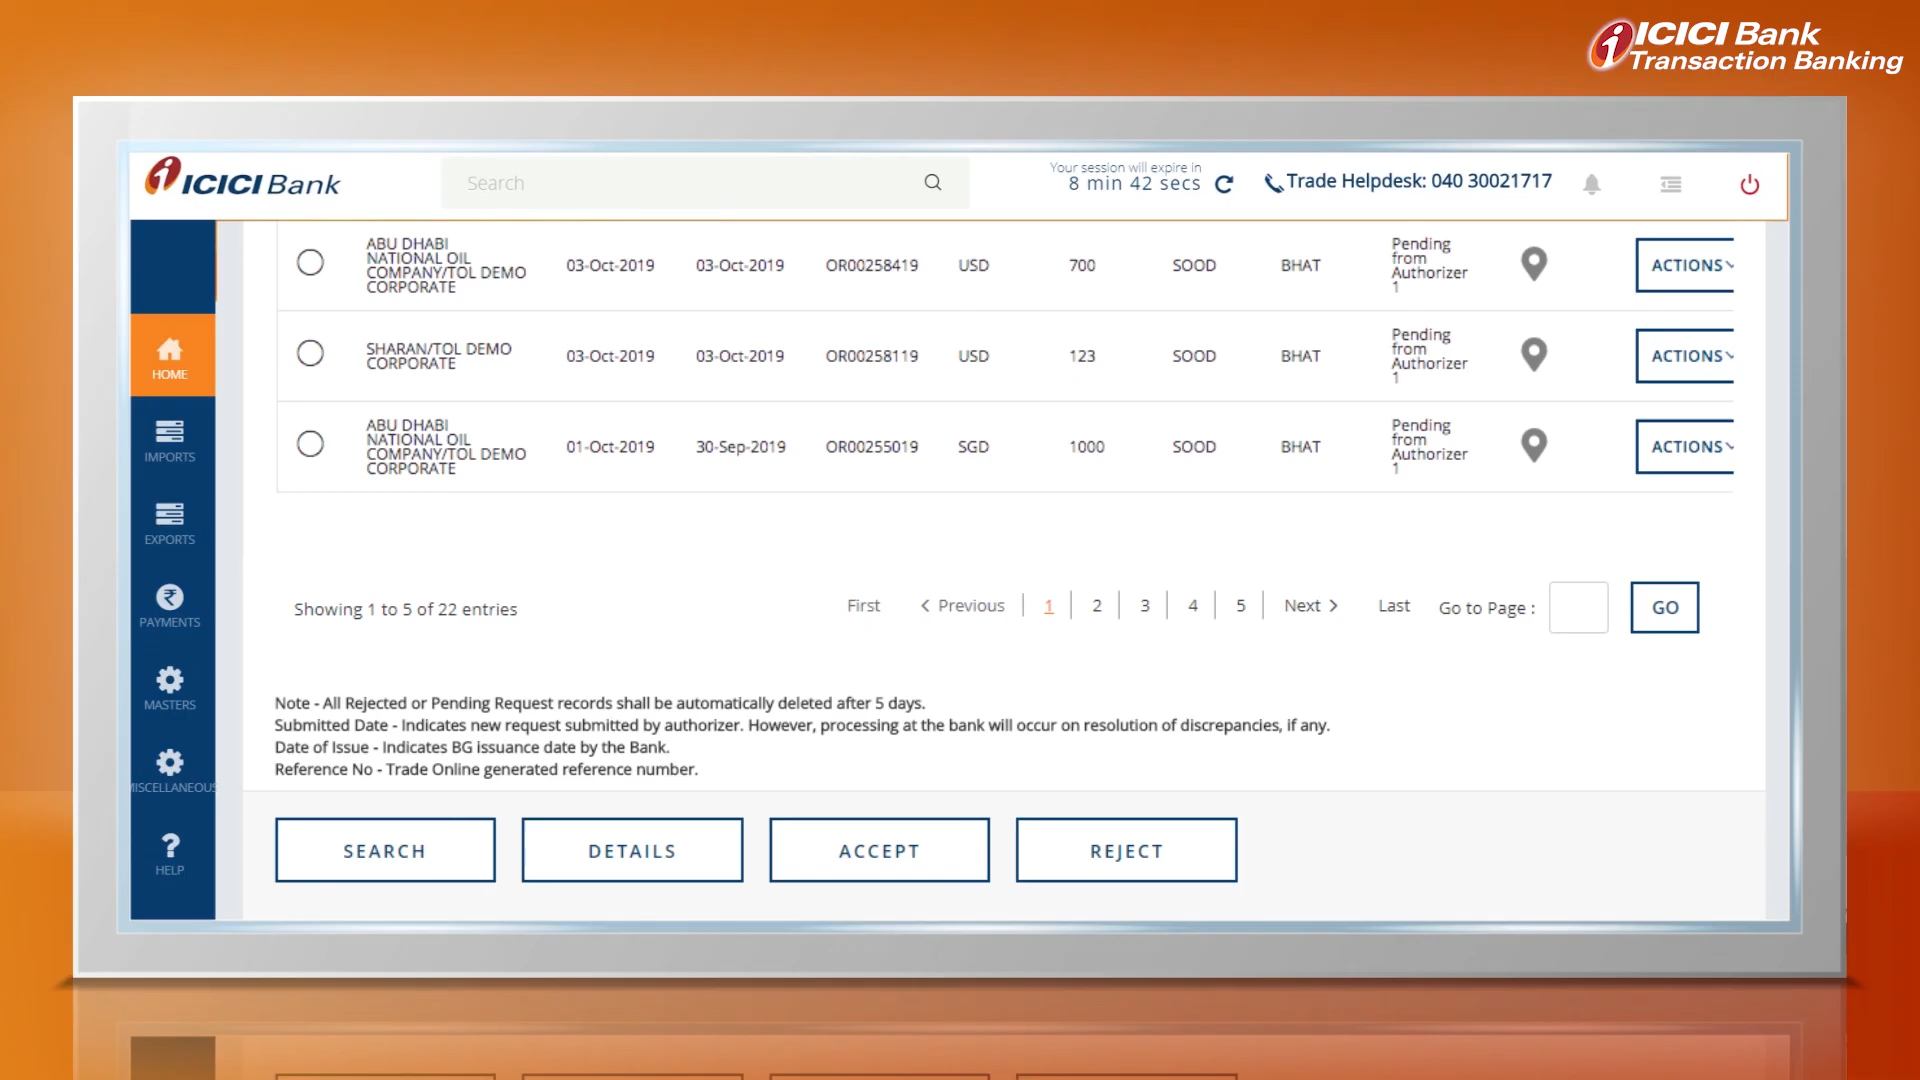 ICICI Bank
Transaction Banking
ICICI Bank
Search
Your session will expire in
8 min 42 secs
Trade Helpdesk: 040 30021717
ABU DHABI
NATIONAL OIL
COMPANY/TOL DEMO
CORPORATE
03-Oct-2019
03-Oct-2019
OR00258419
USD
700
SOOD
BHAT
Pending
from
Authorizer
1
ACTIONS
SHARAN/TOL DEMO
CORPORATE
03-Oct-2019
03-Oct-2019
OR00258119
USD
123
SOOD
BHAT
Pending
from
Authorizer
1
ACTIONS
ABU DHABI
NATIONAL OIL
COMPANY/TOL DEMO
CORPORATE
01-Oct-2019
30-Sep-2019
OR00255019
SGD
1000
SOOD
BHAT
Pending
from
Authorizer
1
ACTIONS
HOME
IMPORTS
EXPORTS
PAYMENTS
MASTERS
MISCELLANEOUS
HELP
Showing 1 to 5 of 22 entries
First < Previous | 1 | 2 | 3 | 4 | 5 | Next > Last Go to Page : GO
Note - All Rejected or Pending Request records shall be automatically deleted after 5 days.
Submitted Date - Indicates new request submitted by authorizer. However, processing at the bank will occur on resolution of discrepancies, if any.
Date of Issue - Indicates BG issuance date by the Bank.
Reference No - Trade Online generated reference number.
SEARCH
DETAILS
ACCEPT
REJECT